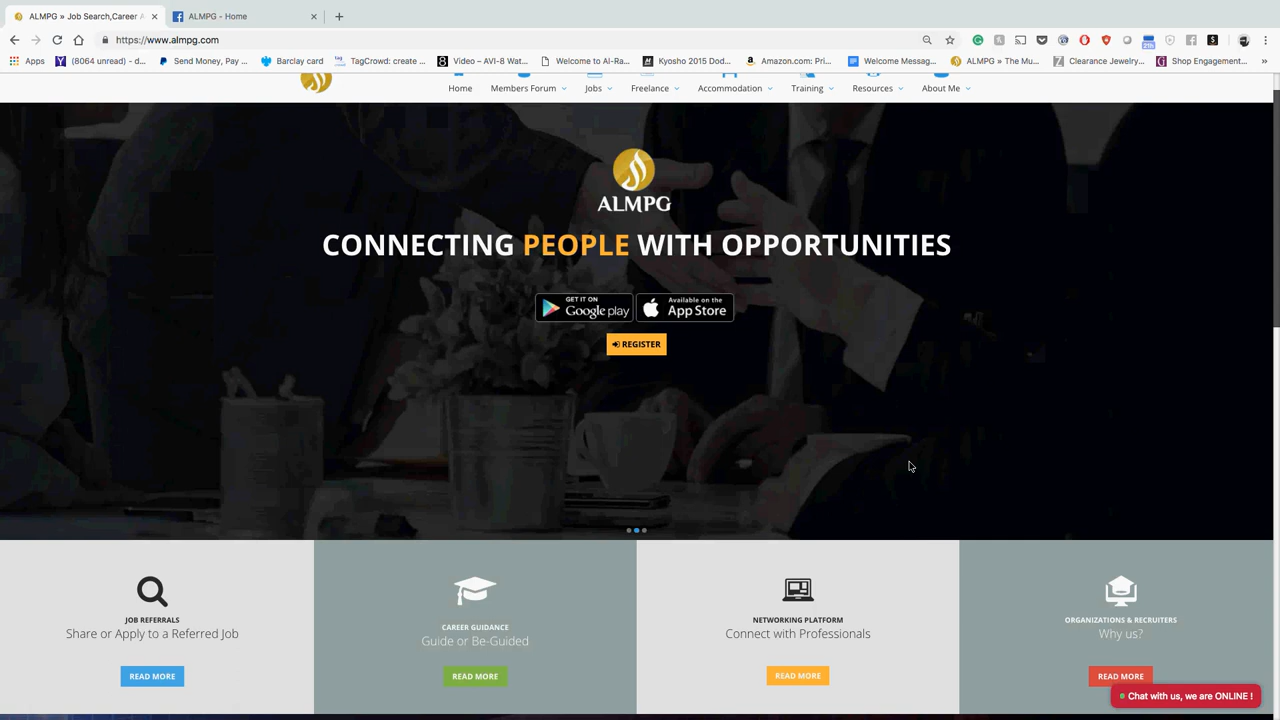 ALMPG » Job Search,Career A
ALMPG - Home
https://www.almpg.com
Apps
(8064 unread) - d...
Send Money, Pay ...
Barclay card
TagCrowd: create ...
Video – AVI-8 Wat...
Welcome to Al-Ra...
Kyosho 2015 Dod...
Amazon.com: Pri...
Welcome Messag...
ALMPG » The Mu...
Clearance Jewelry...
Shop Engagement...
»
Home
Members Forum
Jobs
Freelance
Accommodation
Training
Resources
About Me
ALMPG
CONNECTING PEOPLE WITH OPPORTUNITIES
GET IT ON
Google play
Available on the
App Store
REGISTER
JOB REFERRALS
Share or Apply to a Referred Job
READ MORE
CAREER GUIDANCE
Guide or Be-Guided
READ MORE
NETWORKING PLATFORM
Connect with Professionals
READ MORE
ORGANIZATIONS & RECRUITERS
Why us?
READ MORE
Chat with us, we are ONLINE !